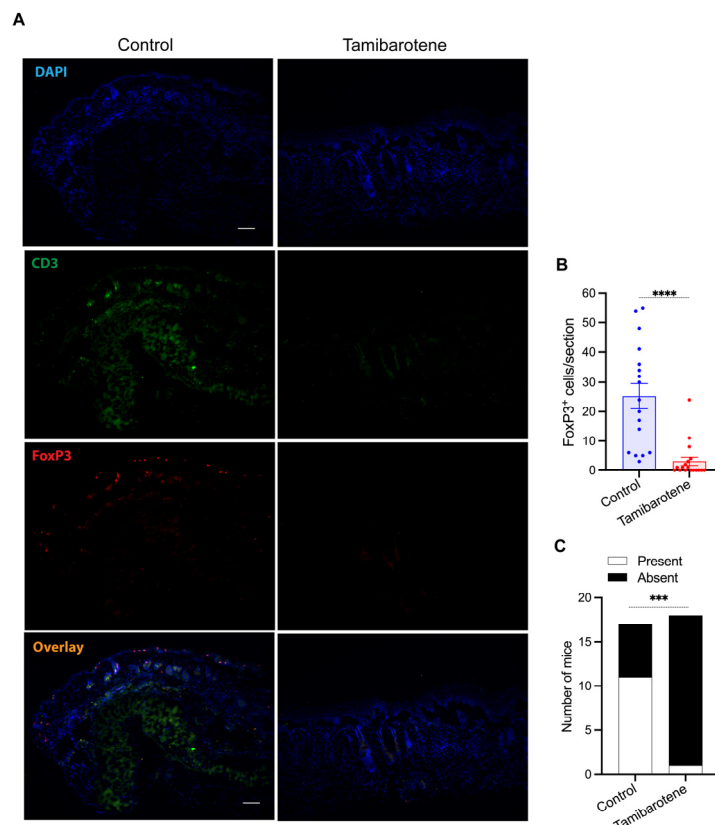 A
Control
Tamibarotene
DAPI
CD3
FoxP3
Overlay
B
****
FoxP3⁺ cells/section
60
50
40
30
20
10
0
Control
Tamibarotene
C
Present
Absent
***
Number of mice
20
15
10
5
0
Control
Tamibarotene